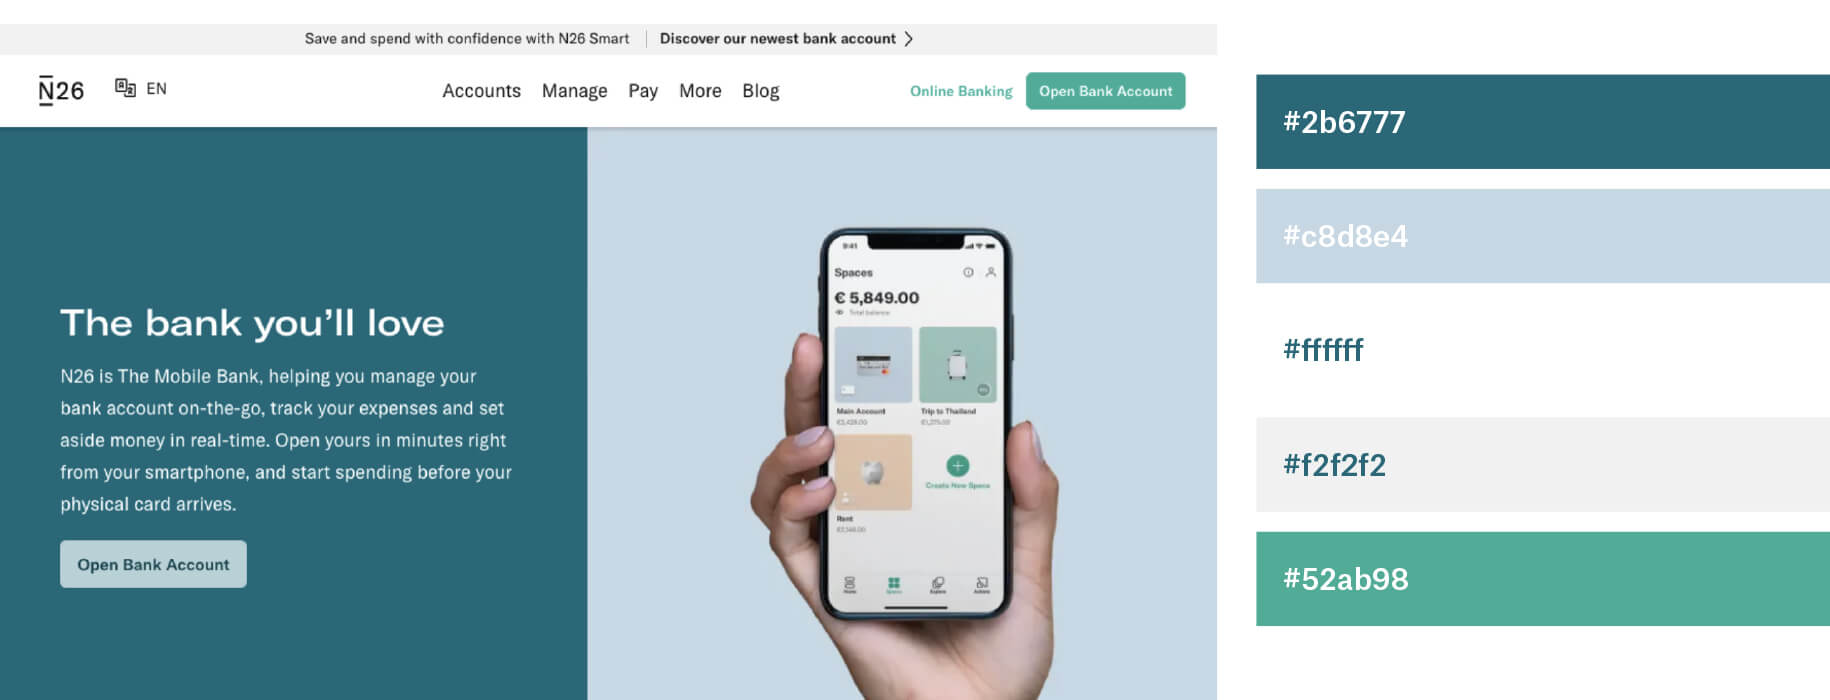 Save and spend with confidence with N26 Smart
Discover our newest bank account
N26
EN
Accounts Manage Pay More Blog
Online Banking
Open Bank Account
The bank you’ll love
N26 is The Mobile Bank, helping you manage your
bank account on-the-go, track your expenses and set
aside money in real-time. Open yours in minutes right
from your smartphone, and start spending before your
physical card arrives.
Open Bank Account
9:41
Spaces
€ 5,849.00
Total balance
Main Account
Trip to Thailand
Create New Space
Rent
#2b6777
#c8d8e4
#ffffff
#f2f2f2
#52ab98